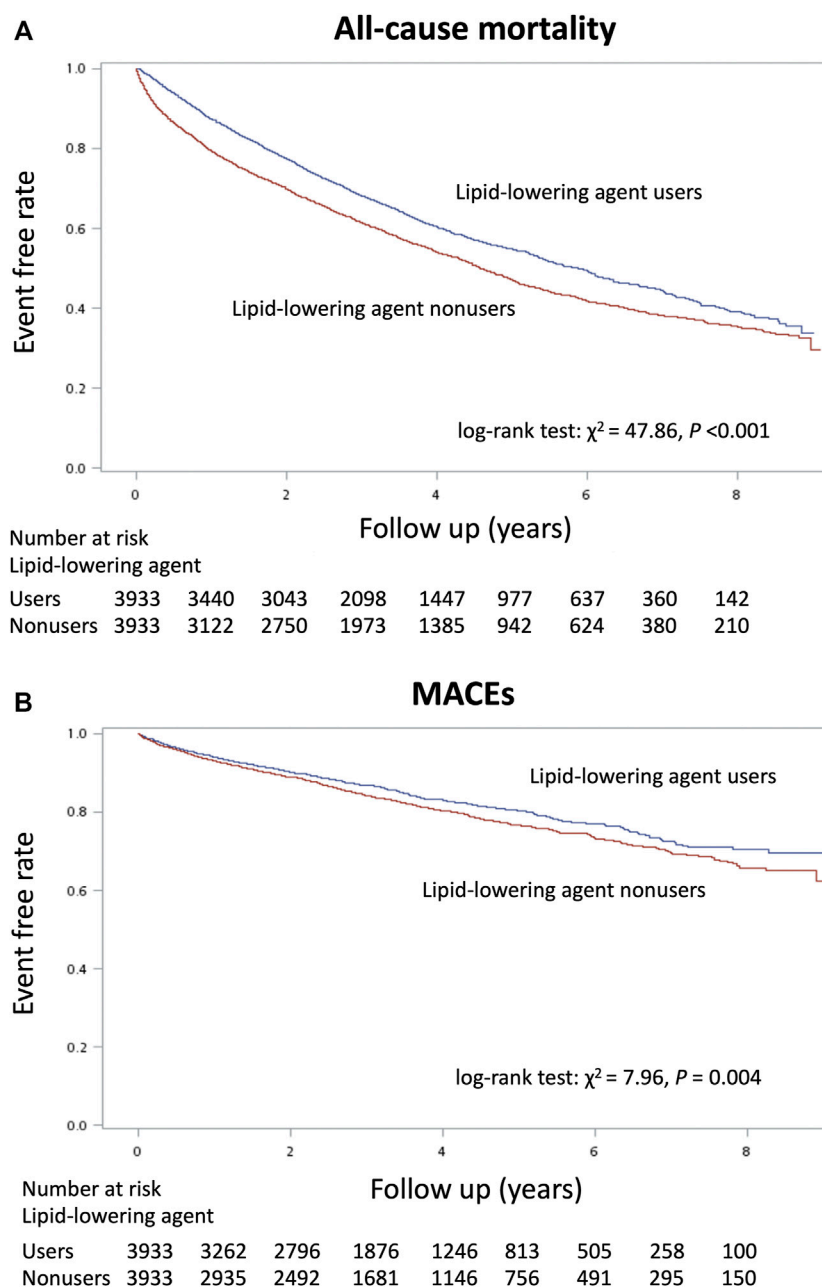 A
All-cause mortality
1.0
0.8
0.6
0.4
0.2
0.0
Event free rate
Lipid-lowering agent users
Lipid-lowering agent nonusers
log-rank test: χ² = 47.86, P <0.001
0 2 4 6 8
Follow up (years)
Number at risk
Lipid-lowering agent
Users 3933 3440 3043 2098 1447 977 637 360 142
Nonusers 3933 3122 2750 1973 1385 942 624 380 210
B
MACEs
1.0
0.8
0.6
0.4
0.2
0.0
Event free rate
Lipid-lowering agent users
Lipid-lowering agent nonusers
log-rank test: χ² = 7.96, P = 0.004
0 2 4 6 8
Follow up (years)
Number at risk
Lipid-lowering agent
Users 3933 3262 2796 1876 1246 813 505 258 100
Nonusers 3933 2935 2492 1681 1146 756 491 295 150